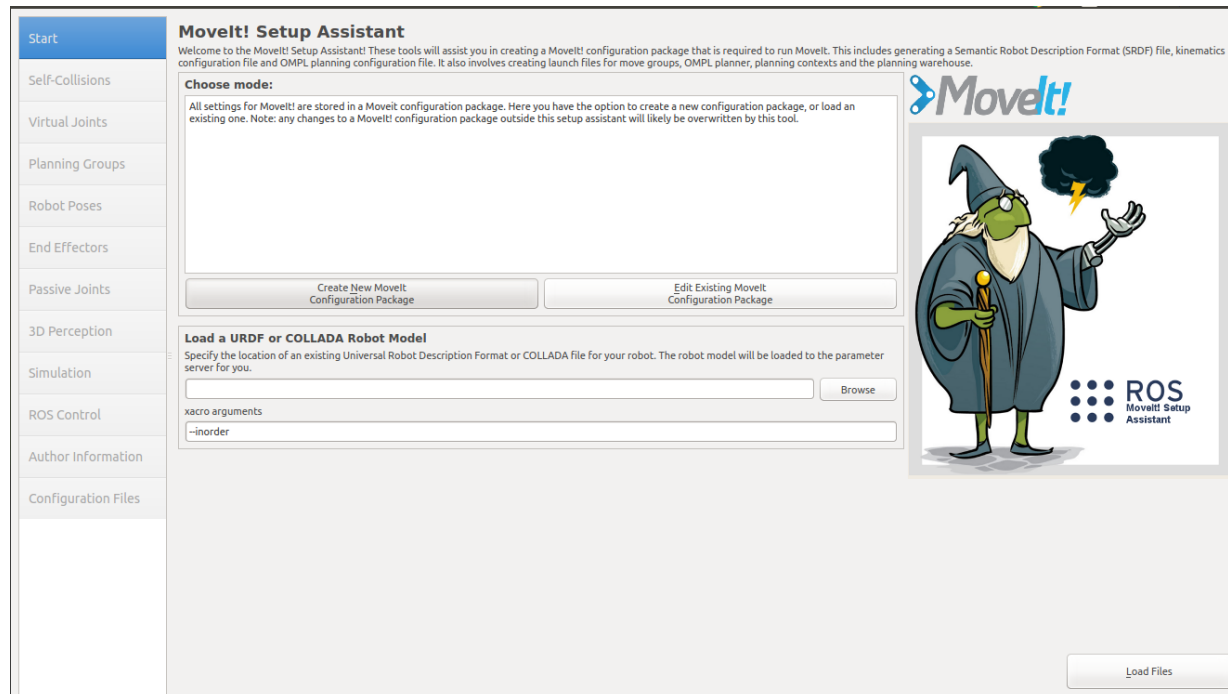 Start
Self-Collisions
Virtual Joints
Planning Groups
Robot Poses
End Effectors
Passive Joints
3D Perception
Simulation
ROS Control
Author Information
Configuration Files
MoveIt! Setup Assistant
Welcome to the MoveIt! Setup Assistant! These tools will assist you in creating a MoveIt! configuration package that is required to run MoveIt. This includes generating a Semantic Robot Description Format (SRDF) file, kinematics
configuration file and OMPL planning configuration file. It also involves creating launch files for move groups, OMPL planner, planning contexts and the planning warehouse.
Choose mode:
All settings for MoveIt! are stored in a Moveit configuration package. Here you have the option to create a new configuration package, or load an
existing one. Note: any changes to a MoveIt! configuration package outside this setup assistant will likely be overwritten by this tool.
Create New MoveIt
Configuration Package
Edit Existing MoveIt
Configuration Package
Load a URDF or COLLADA Robot Model
Specify the location of an existing Universal Robot Description Format or COLLADA file for your robot. The robot model will be loaded to the parameter
server for you.
Browse
xacro arguments
--inorder
MoveIt!
ROS
MoveIt! Setup
Assistant
Load Files